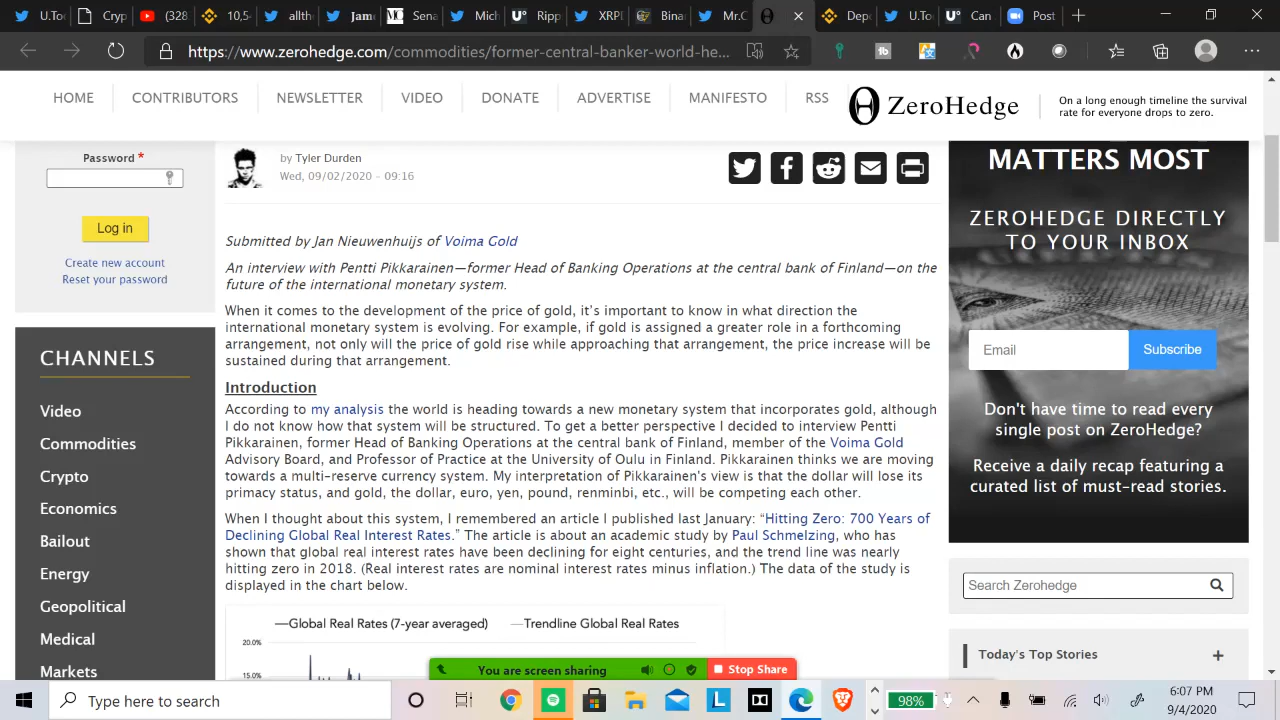 U.To
Cry
(328
10,5
allth
Jam
Sena
Mich
Ripp
XRPI
Bina
Mr.C
Dep
U.To
Can
Post
https://www.zerohedge.com/commodities/former-central-banker-world-he...
HOME
CONTRIBUTORS
NEWSLETTER
VIDEO
DONATE
ADVERTISE
MANIFESTO
RSS
ZeroHedge
On a long enough timeline the survival
rate for everyone drops to zero.
Password *
Log in
Create new account
Reset your password
CHANNELS
Video
Commodities
Crypto
Economics
Bailout
Energy
Geopolitical
Medical
Markets
by Tyler Durden
Wed, 09/02/2020 - 09:16
Submitted by Jan Nieuwenhuijs of Voima Gold
An interview with Pentti Pikkarainen—former Head of Banking Operations at the central bank of Finland—on the
future of the international monetary system.
When it comes to the development of the price of gold, it's important to know in what direction the
international monetary system is evolving. For example, if gold is assigned a greater role in a forthcoming
arrangement, not only will the price of gold rise while approaching that arrangement, the price increase will be
sustained during that arrangement.
Introduction
According to my analysis the world is heading towards a new monetary system that incorporates gold, although
I do not know how that system will be structured. To get a better perspective I decided to interview Pentti
Pikkarainen, former Head of Banking Operations at the central bank of Finland, member of the Voima Gold
Advisory Board, and Professor of Practice at the University of Oulu in Finland. Pikkarainen thinks we are moving
towards a multi-reserve currency system. My interpretation of Pikkarainen's view is that the dollar will lose its
primacy status, and gold, the dollar, euro, yen, pound, renminbi, etc., will be competing each other.
When I thought about this system, I remembered an article I published last January: “Hitting Zero: 700 Years of
Declining Global Real Interest Rates.” The article is about an academic study by Paul Schmelzing, who has
shown that global real interest rates have been declining for eight centuries, and the trend line was nearly
hitting zero in 2018. (Real interest rates are nominal interest rates minus inflation.) The data of the study is
displayed in the chart below.
Global Real Rates (7-year averaged)
Trendline Global Real Rates
20.0%
15.0%
MATTERS MOST
ZEROHEDGE DIRECTLY
TO YOUR INBOX
Email
Subscribe
Don't have time to read every
single post on ZeroHedge?
Receive a daily recap featuring a
curated list of must-read stories.
Search Zerohedge
Today's Top Stories
You are screen sharing
Stop Share
Type here to search
98%
6:07 PM
9/4/2020